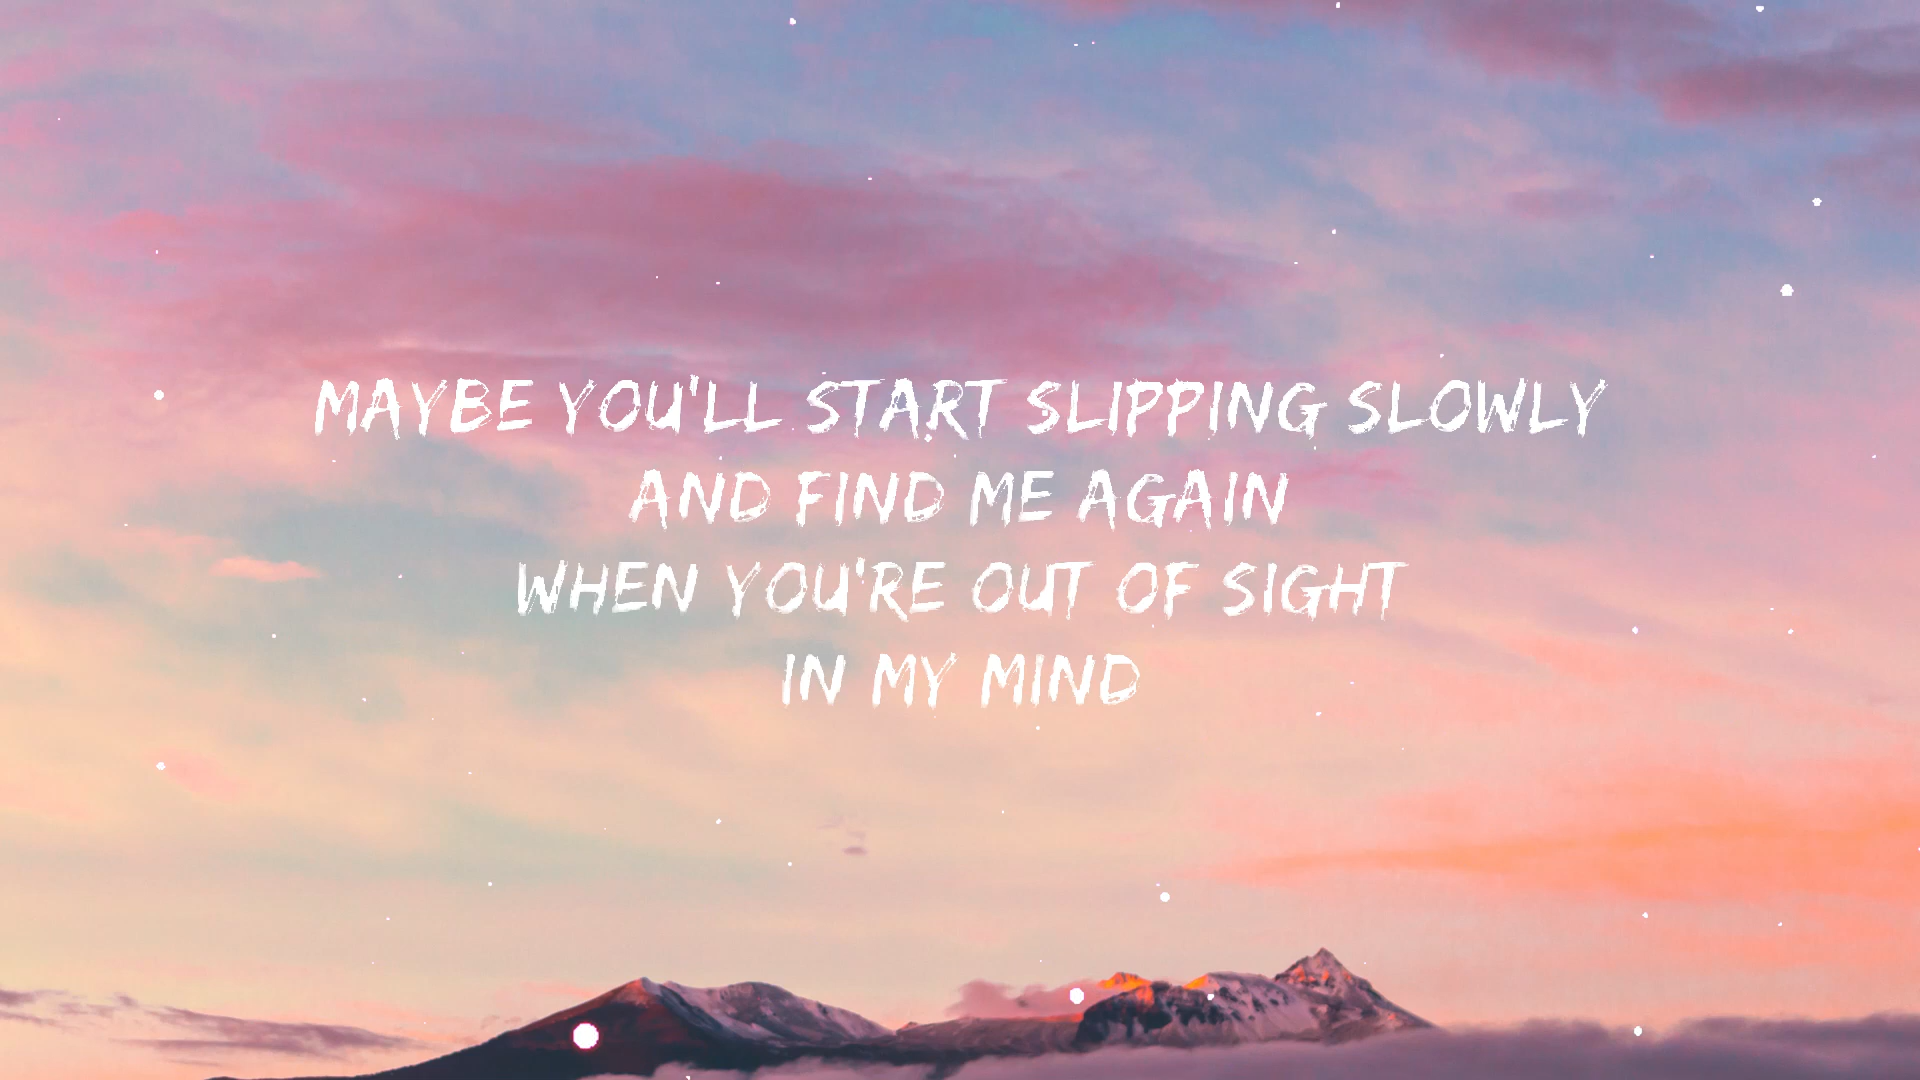 MAYBE YOU'LL START SLIPPING SLOWLY
AND FIND ME AGAIN
WHEN YOU'RE OUT OF SIGHT
IN MY MIND